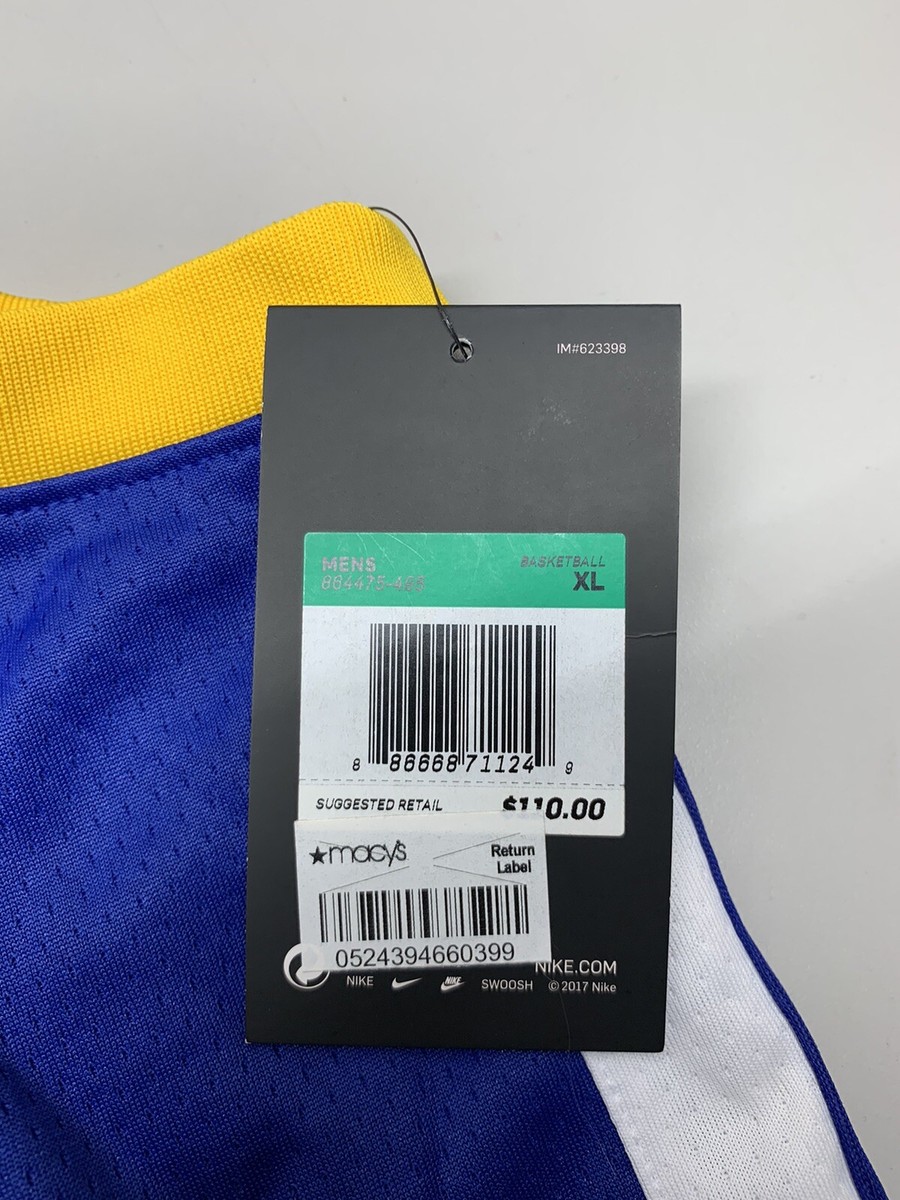 IM#623398
MENS
BASKETBALL
XL
8 86668 71124 9
SUGGESTED RETAIL $110.00
★macy's
Return
Label
0524394660399
NIKE.COM
NIKE NIKE SWOOSH © 2017 Nike